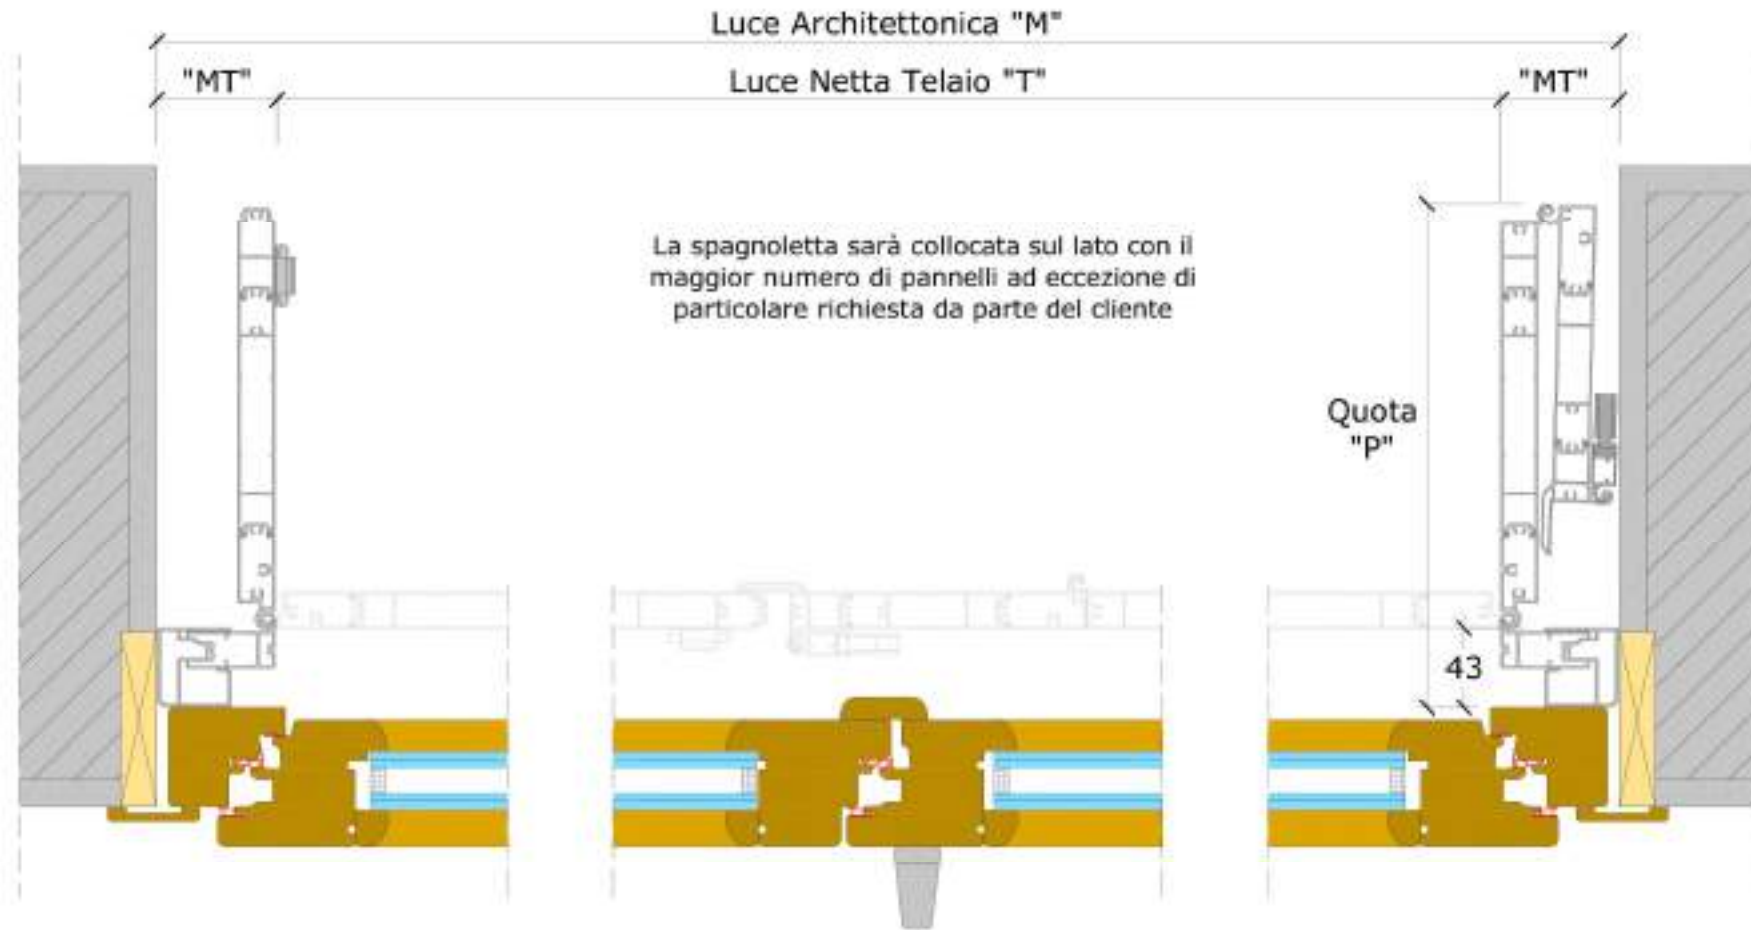 Luce Architettonica "M"
"MT"
Luce Netta Telaio "T"
"MT"
La spagnoletta sarà collocata sul lato con il
maggior numero di pannelli ad eccezione di
particolare richiesta da parte del cliente
Quota
"P"
43